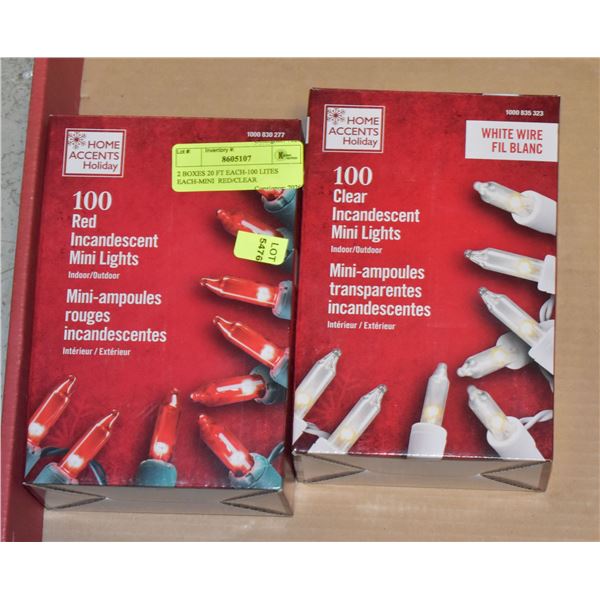 HOME
ACCENTS
Holiday
1000 830 277
Lot #:
Inventory #:
8605107
2 BOXES 20 FT EACH-100 LITES
EACH-MINI RED/CLEAR
LOT
5476
100
Red
Incandescent
Mini Lights
Indoor/Outdoor
Mini-ampoules
rouges
incandescentes
Intérieur / Extérieur
HOME
ACCENTS
Holiday
1000 835 323
WHITE WIRE
FIL BLANC
100
Clear
Incandescent
Mini Lights
Indoor/Outdoor
Mini-ampoules
transparentes
incandescentes
Intérieur / Extérieur